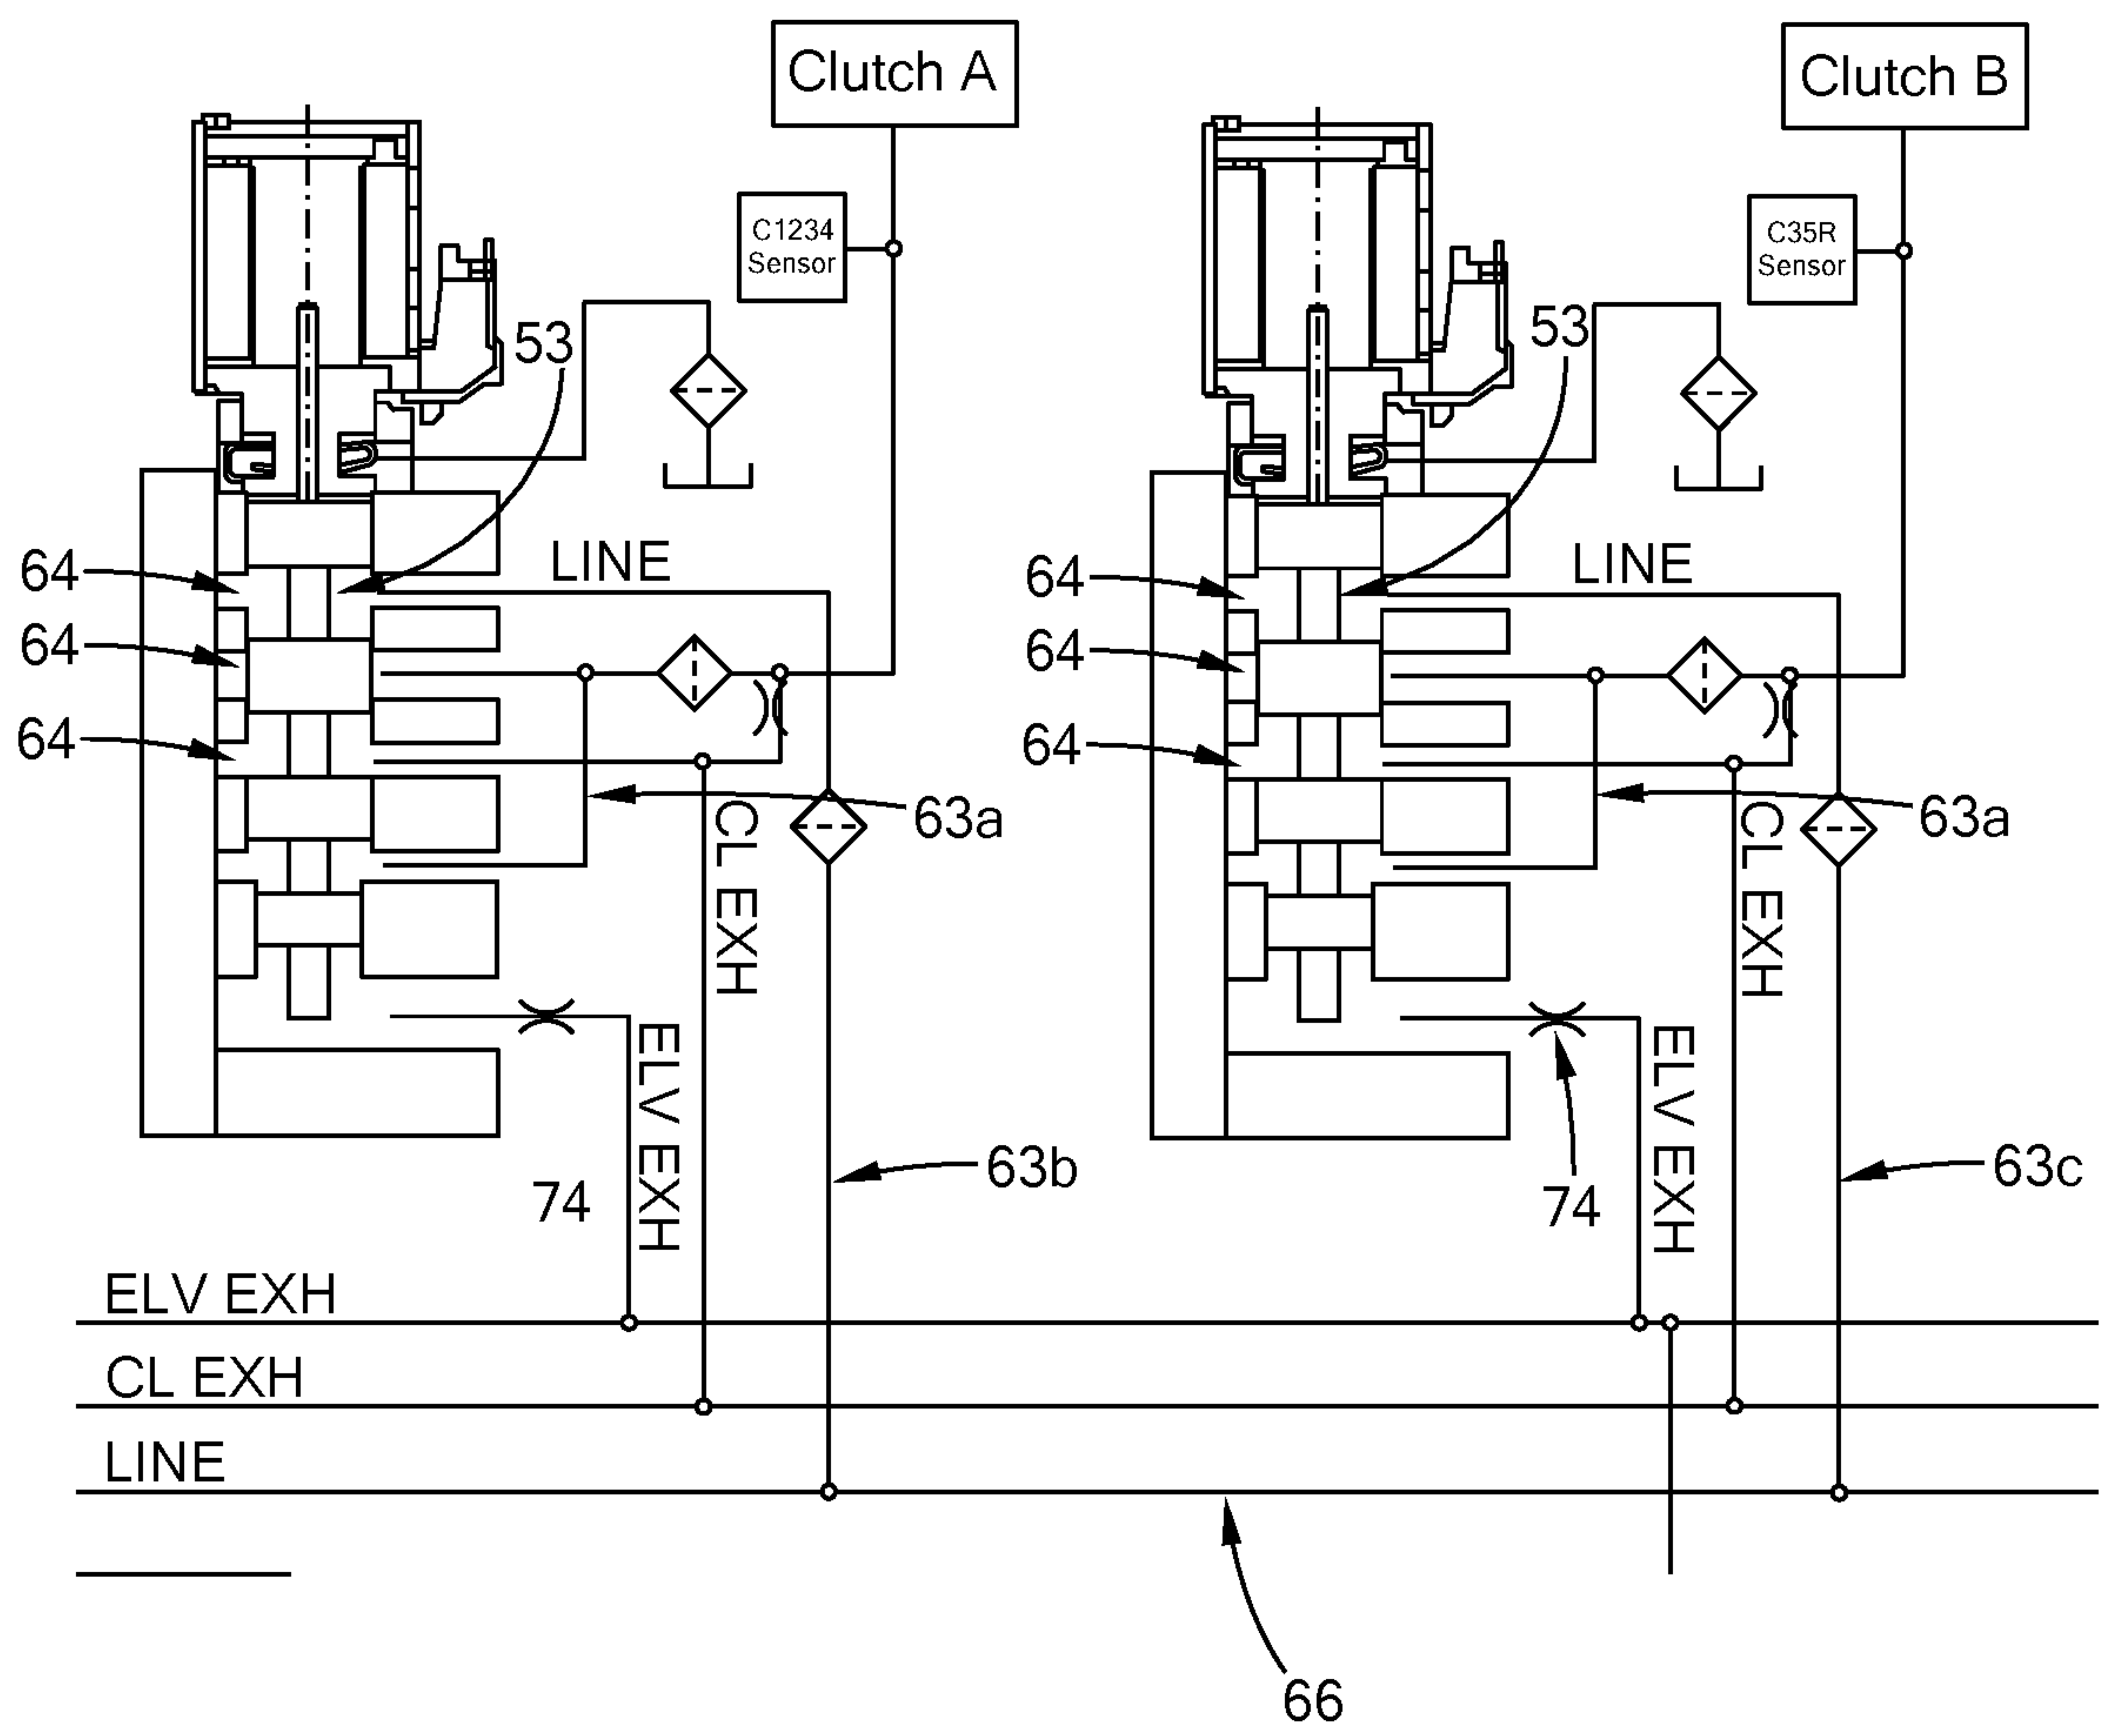 Clutch A
Clutch B
C1234
Sensor
C35R
Sensor
53
53
LINE
LINE
64
64
64
64
64
64
63a
63a
CL EXH
CL EXH
ELV EXH
ELV EXH
63b
63c
74
74
ELV EXH
CL EXH
LINE
66